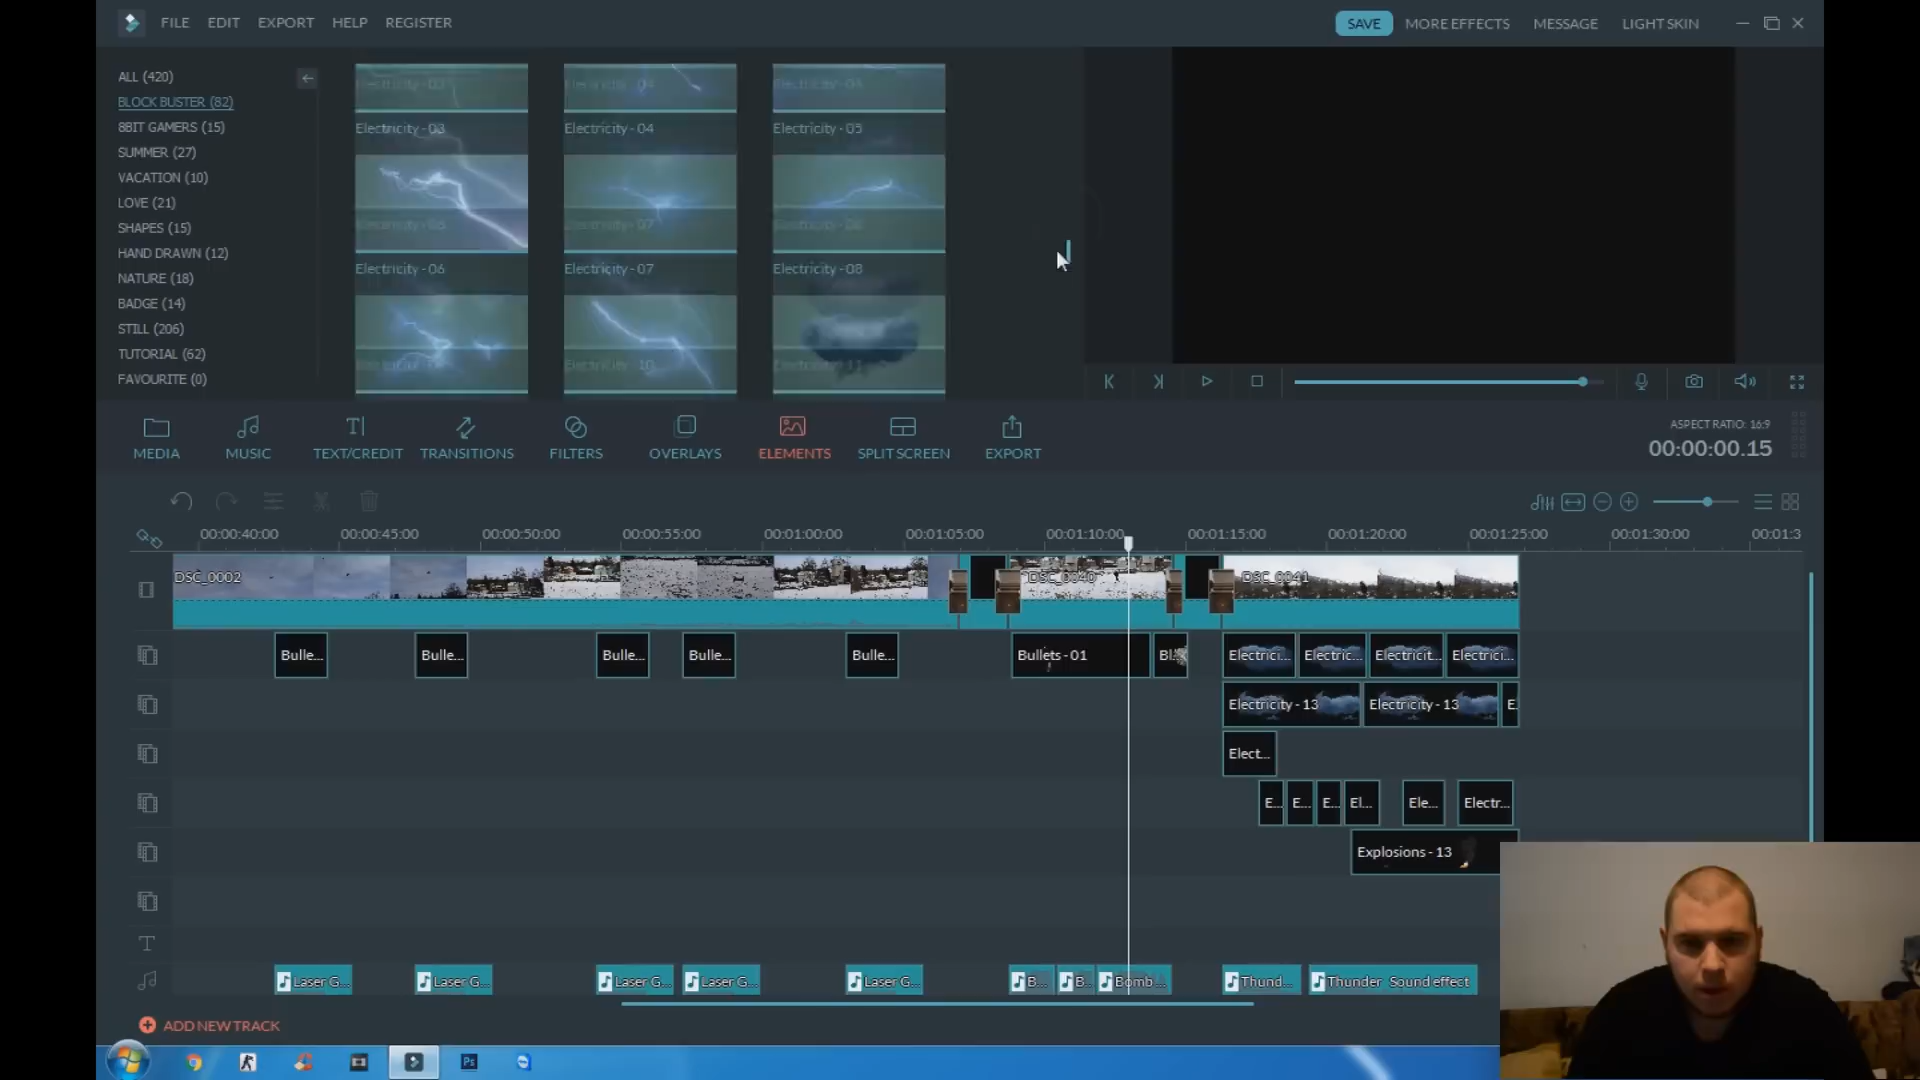 FILE EDIT EXPORT HELP REGISTER
SAVE MORE EFFECTS MESSAGE LIGHT SKIN
ALL (420)
BLOCK BUSTER (82)
8BIT GAMERS (15)
SUMMER (27)
VACATION (10)
LOVE (21)
SHAPES (15)
HAND DRAWN (12)
NATURE (18)
BADGE (14)
STILL (206)
TUTORIAL (62)
FAVOURITE (0)
Electricity - 03 Electricity - 04 Electricity - 05
Electricity - 06 Electricity - 07 Electricity - 08
MEDIA MUSIC TEXT/CREDIT TRANSITIONS FILTERS OVERLAYS ELEMENTS SPLIT SCREEN EXPORT
ASPECT RATIO: 16:9
00:00:00.15
00:00:40:00 00:00:45:00 00:00:50:00 00:00:55:00 00:01:00:00 00:01:05:00 00:01:10:00 00:01:15:00 00:01:20:00 00:01:25:00 00:01:30:00 00:01:3
DSC_0002 DSC_0040 DSC_0041
Bulle... Bulle... Bulle... Bulle... Bulle... Bullets - 01 Electrici... Electric... Electricit... Electrici...
Electricity - 13 Electricity - 13 E.
Elect...
E... E... E... El... Ele... Electr...
Explosions - 13
T
Laser G... Laser G... Laser G... Laser G... Laser G... B... B... Bomb... Thund... Thunder Sound effect
ADD NEW TRACK
Ps